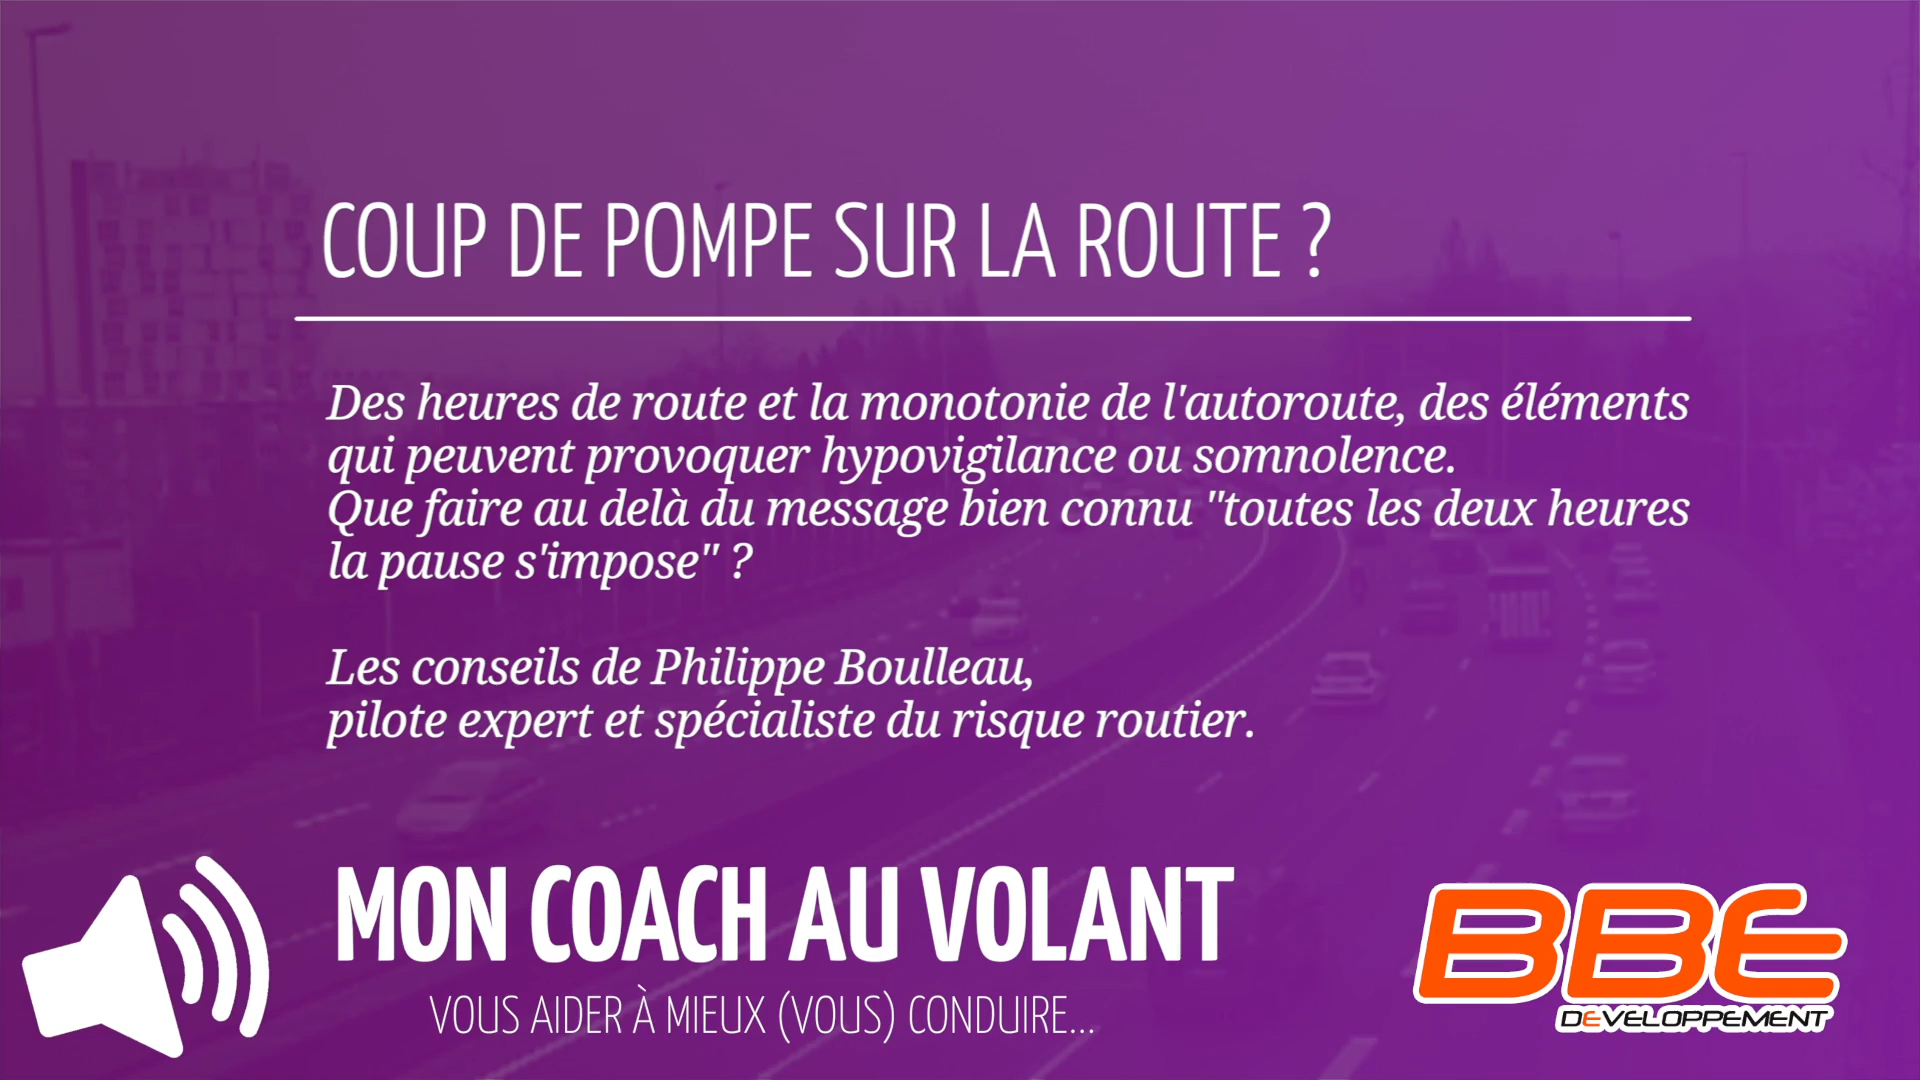 COUP DE POMPE SUR LA ROUTE ?
Des heures de route et la monotonie de l'autoroute, des éléments
qui peuvent provoquer hypovigilance ou somnolence.
Que faire au delà du message bien connu "toutes les deux heures
la pause s'impose" ?
Les conseils de Philippe Boulleau,
pilote expert et spécialiste du risque routier.
MON COACH AU VOLANT
VOUS AIDER À MIEUX (VOUS) CONDUIRE...
BBE
DEVELOPPEMENT